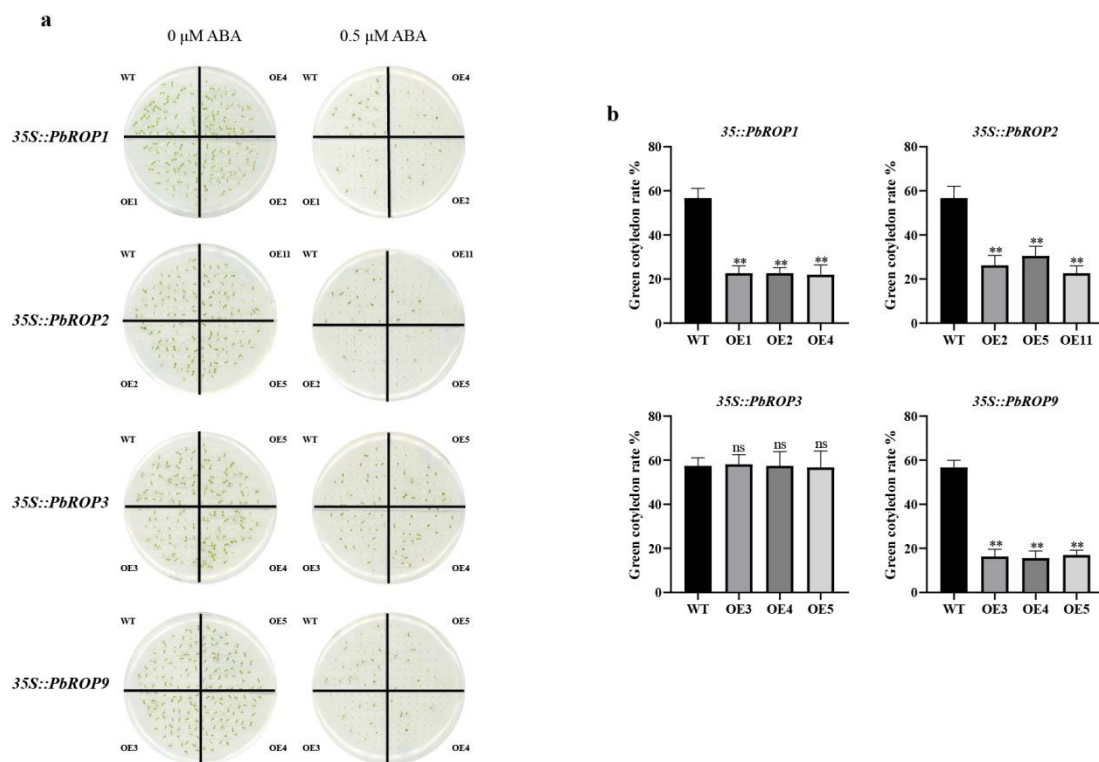 a
0 μM ABA 0.5 μM ABA
WT OE4 WT OE4
35S::PbROP1
OE1 OE2 OE1 OE2
WT OE11 WT OE11
35S::PbROP2
OE2 OE5 OE2 OE5
WT OE5 WT OE5
35S::PbROP3
OE3 OE4 OE3 OE4
WT OE5 WT OE5
35S::PbROP9
OE3 OE4 OE3 OE4
b
35::PbROP1
Green cotyledon rate %
80
60
40
20
0
** ** **
WT OE1 OE2 OE4
35S::PbROP2
Green cotyledon rate %
80
60
40
20
0
** ** **
WT OE2 OE5 OE11
35S::PbROP3
Green cotyledon rate %
80
60
40
20
0
ns ns ns
WT OE3 OE4 OE5
35S::PbROP9
Green cotyledon rate %
80
60
40
20
0
** ** **
WT OE3 OE4 OE5